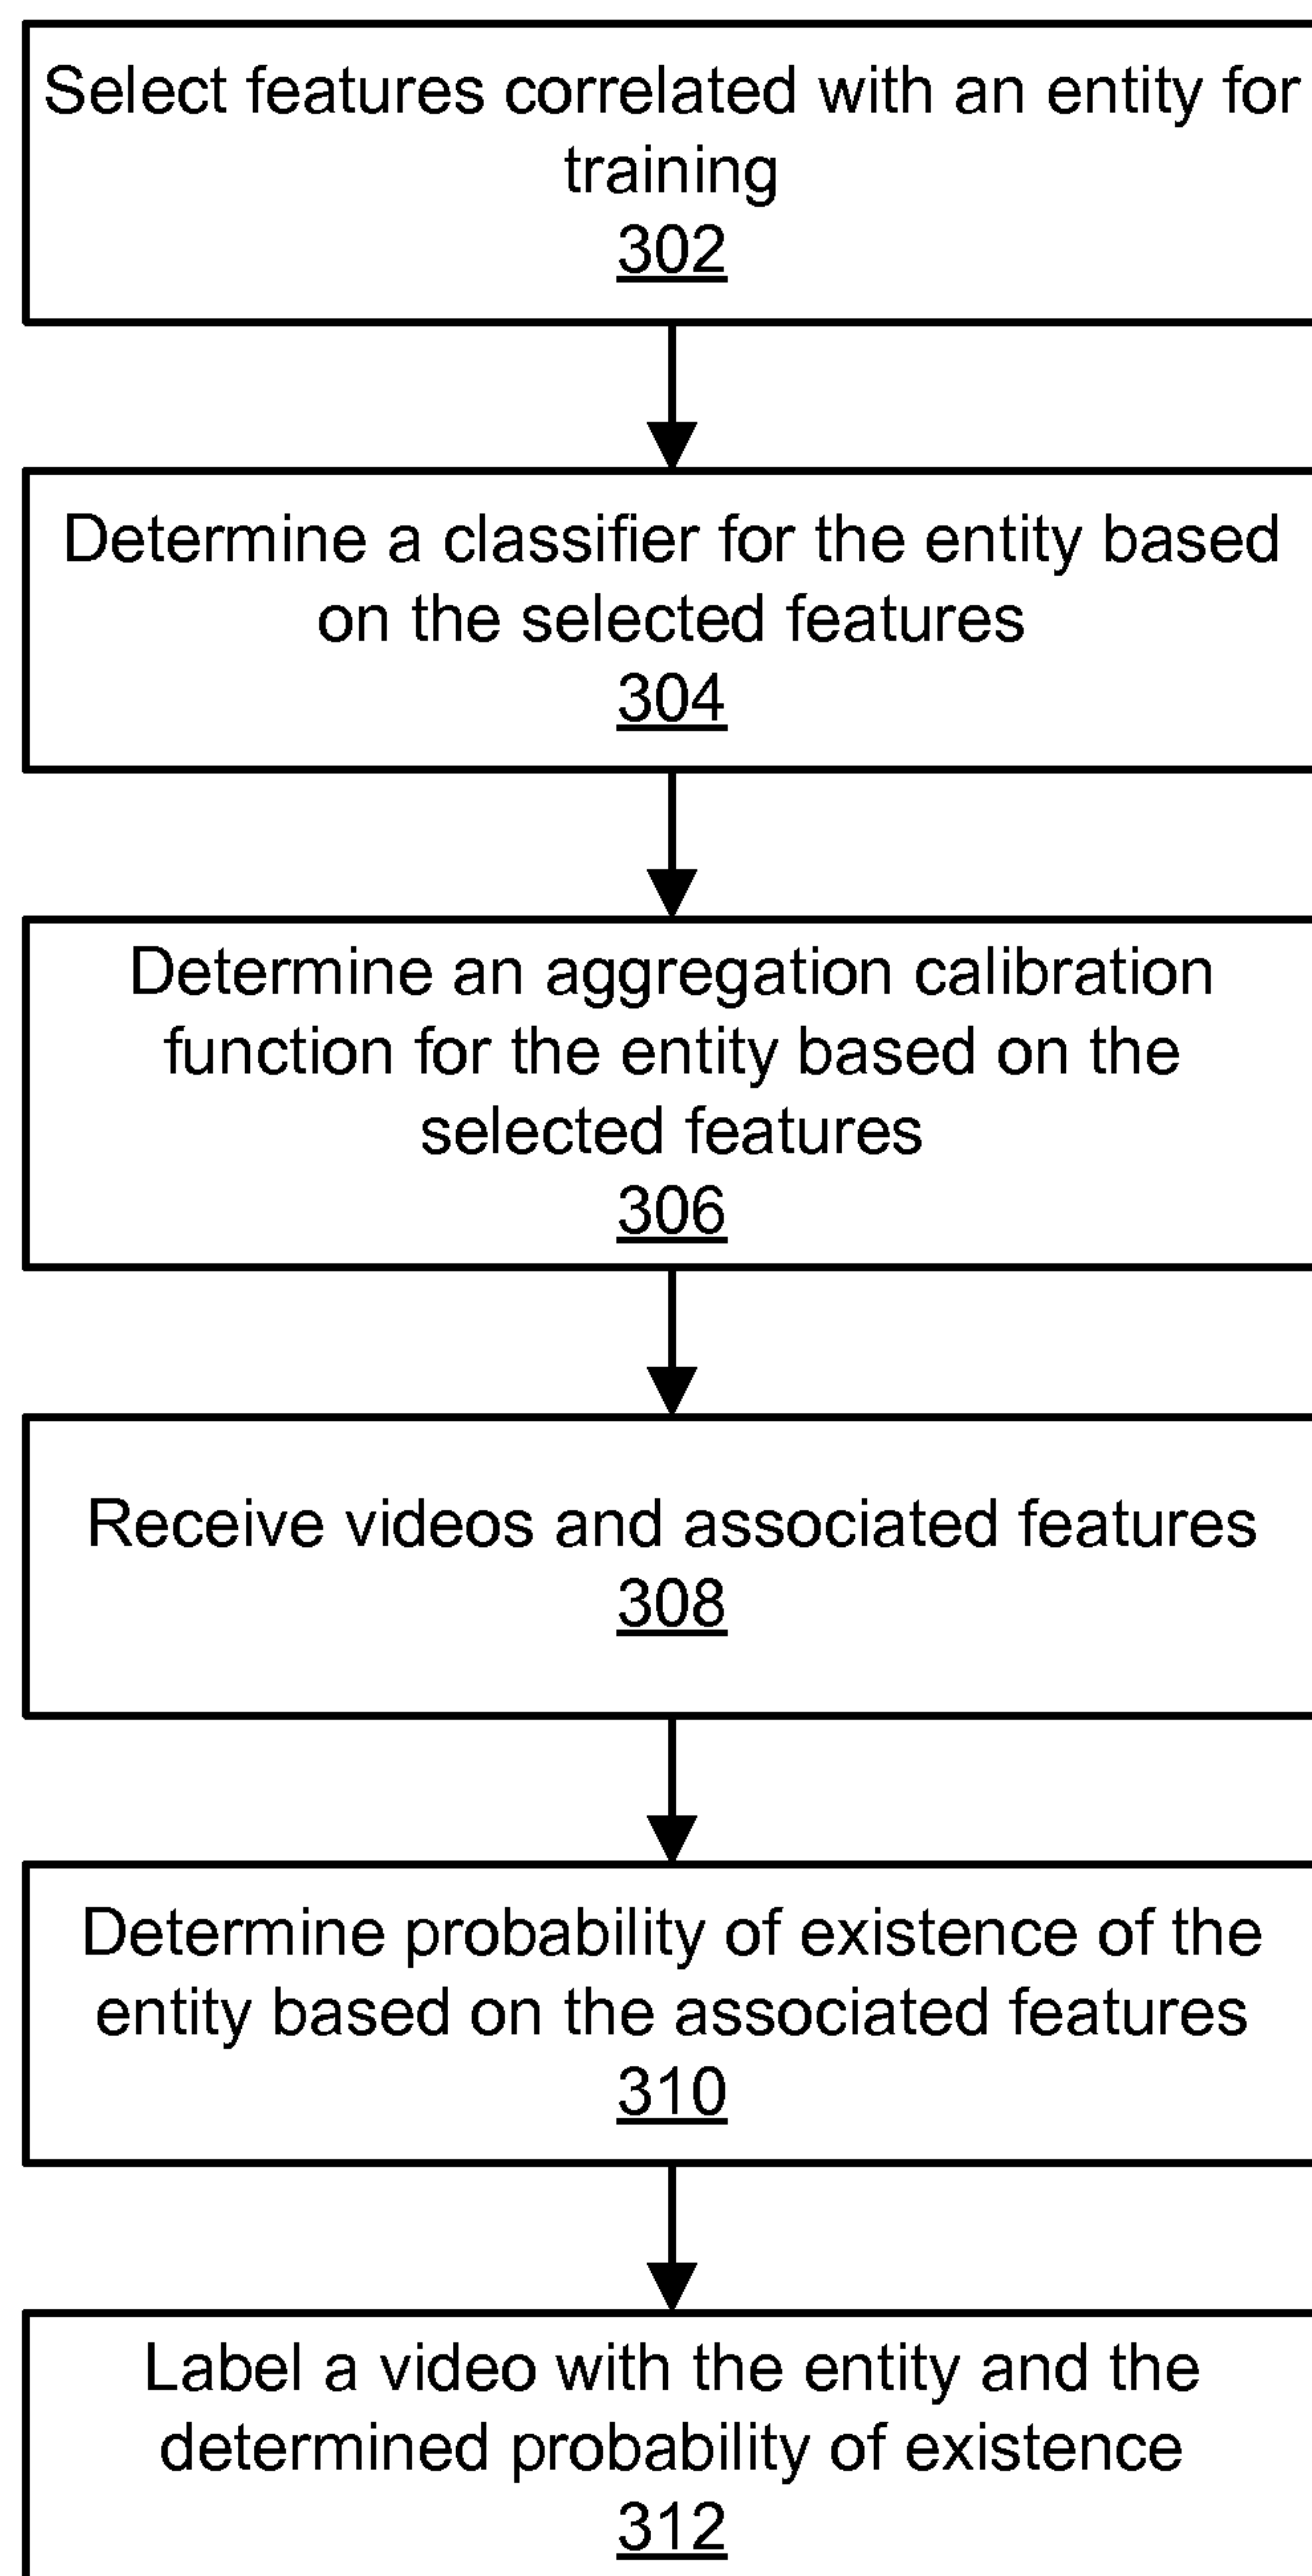 Select features correlated with an entity for
training
302
Determine a classifier for the entity based
on the selected features
304
Determine an aggregation calibration
function for the entity based on the
selected features
306
Receive videos and associated features
308
Determine probability of existence of the
entity based on the associated features
310
Label a video with the entity and the
determined probability of existence
312